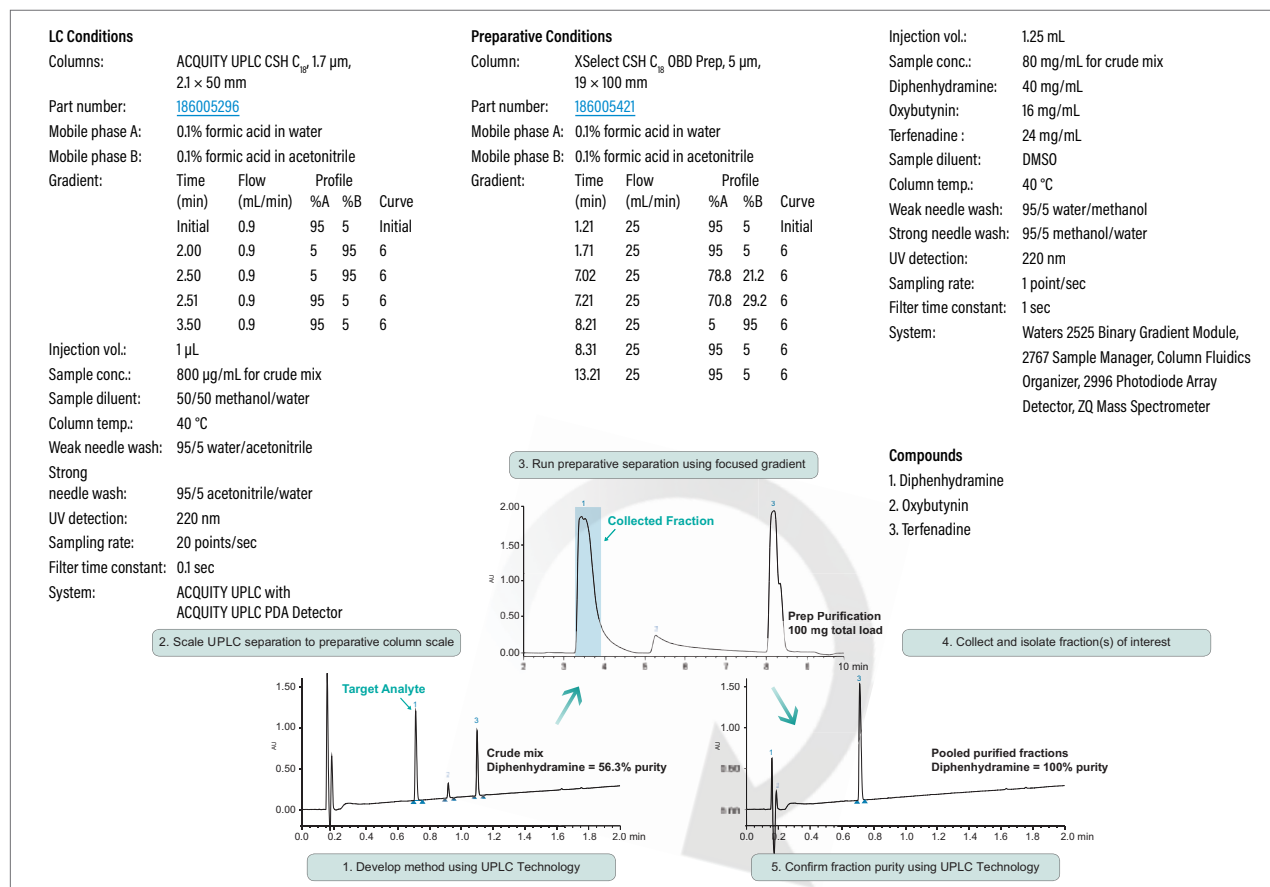 LC Conditions
Columns: ACQUITY UPLC CSH C18, 1.7 µm,
2.1 × 50 mm
Part number: 186005296
Mobile phase A: 0.1% formic acid in water
Mobile phase B: 0.1% formic acid in acetonitrile
Gradient: Time Flow Profile
(min) (mL/min) %A %B Curve
Initial 0.9 95 5 Initial
2.00 0.9 5 95 6
2.50 0.9 5 95 6
2.51 0.9 95 5 6
3.50 0.9 95 5 6
Injection vol.: 1 µL
Sample conc.: 800 µg/mL for crude mix
Sample diluent: 50/50 methanol/water
Column temp.: 40 °C
Weak needle wash: 95/5 water/acetonitrile
Strong
needle wash: 95/5 acetonitrile/water
UV detection: 220 nm
Sampling rate: 20 points/sec
Filter time constant: 0.1 sec
System: ACQUITY UPLC with
ACQUITY UPLC PDA Detector
Preparative Conditions
Column: XSelect CSH C18 OBD Prep, 5 µm,
19 × 100 mm
Part number: 186005421
Mobile phase A: 0.1% formic acid in water
Mobile phase B: 0.1% formic acid in acetonitrile
Gradient: Time Flow Profile
(min) (mL/min) %A %B Curve
1.21 25 95 5 Initial
1.71 25 95 5 6
7.02 25 78.8 21.2 6
7.21 25 70.8 29.2 6
8.21 25 5 95 6
8.31 25 95 5 6
13.21 25 95 5 6
Injection vol.: 1.25 mL
Sample conc.: 80 mg/mL for crude mix
Diphenhydramine: 40 mg/mL
Oxybutynin: 16 mg/mL
Terfenadine : 24 mg/mL
Sample diluent: DMSO
Column temp.: 40 °C
Weak needle wash: 95/5 water/methanol
Strong needle wash: 95/5 methanol/water
UV detection: 220 nm
Sampling rate: 1 point/sec
Filter time constant: 1 sec
System: Waters 2525 Binary Gradient Module,
2767 Sample Manager, Column Fluidics
Organizer, 2996 Photodiode Array
Detector, ZQ Mass Spectrometer
Compounds
1. Diphenhydramine
2. Oxybutynin
3. Terfenadine
3. Run preparative separation using focused gradient
2.00
1.50
1.00
0.50
0.00
AU
1
Collected Fraction
2
3
Prep Purification
100 mg total load
2 3 4 5 6 7 8 9 10 min
2. Scale UPLC separation to preparative column scale
4. Collect and isolate fraction(s) of interest
1.50
1.00
0.50
0.00
AU
Target Analyte
1
2
3
Crude mix
Diphenhydramine = 56.3% purity
0.0 0.2 0.4 0.6 0.8 1.0 1.2 1.4 1.6 1.8 2.0 min
1. Develop method using UPLC Technology
1.50
1.00
0.50
0.00
AU
1
2
3
Pooled purified fractions
Diphenhydramine = 100% purity
0.0 0.2 0.4 0.6 0.8 1.0 1.2 1.4 1.6 1.8 2.0 min
5. Confirm fraction purity using UPLC Technology